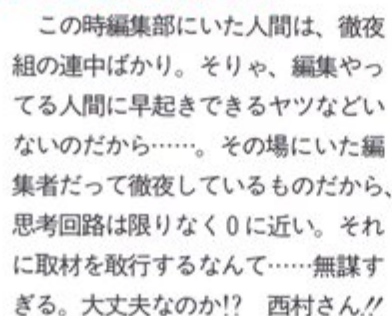 この時編集部にいた人間は、徹夜
組の連中ばかり。そりゃ、編集やっ
てる人間に早起きできるヤツなどい
ないのだから……。その場にいた編
集者だって徹夜しているものだから、
思考回路は限りなく0に近い。それ
に取材を敢行するなんて……無謀す
ぎる。大丈夫なのか!?　西村さん!!